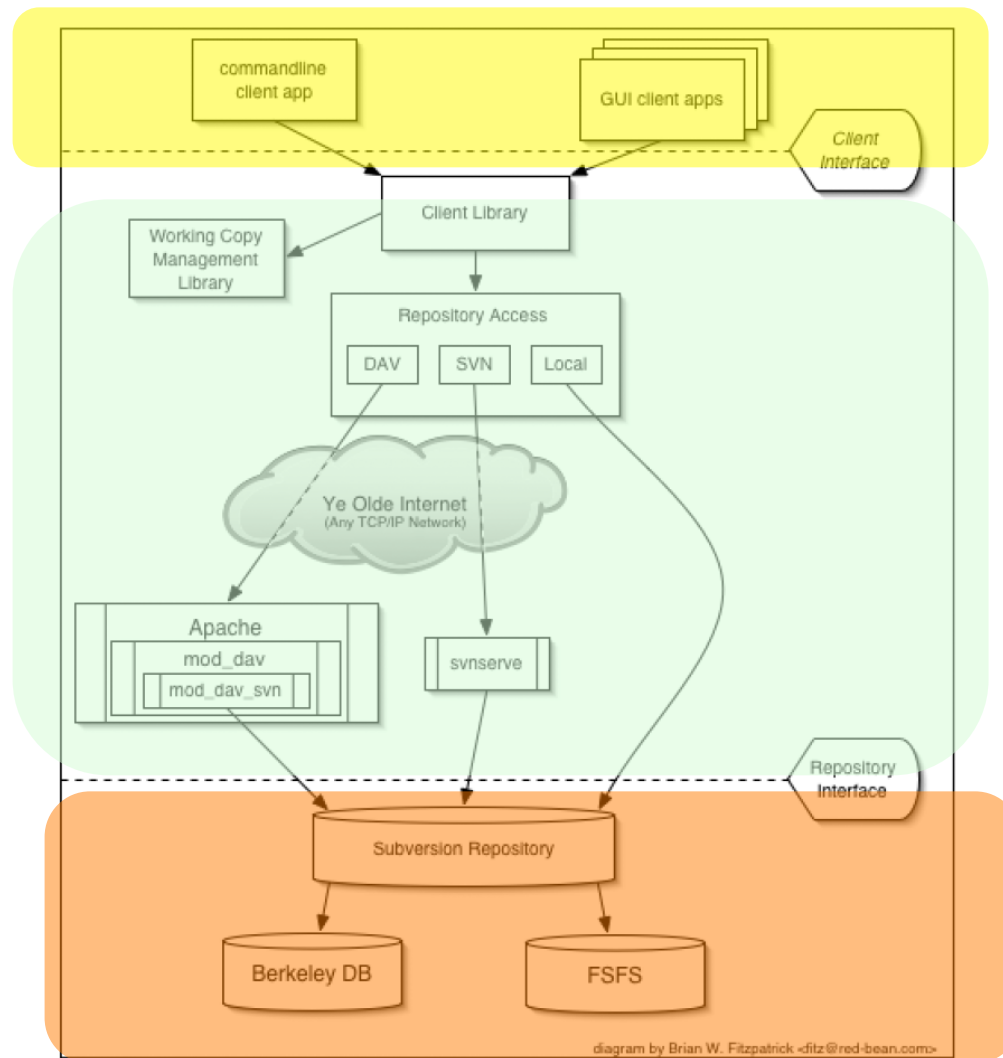 commandline
client app
GUI client apps
Client
Interface
Client Library
Working Copy
Management
Library
Repository Access
DAV
SVN
Local
Ye Olde Internet
(Any TCP/IP Network)
Apache
mod_dav
mod_dav_svn
svnserve
Repository
Interface
Subversion Repository
Berkeley DB
FSFS
diagram by Brian W. Fitzpatrick <fitz@red-bean.com>